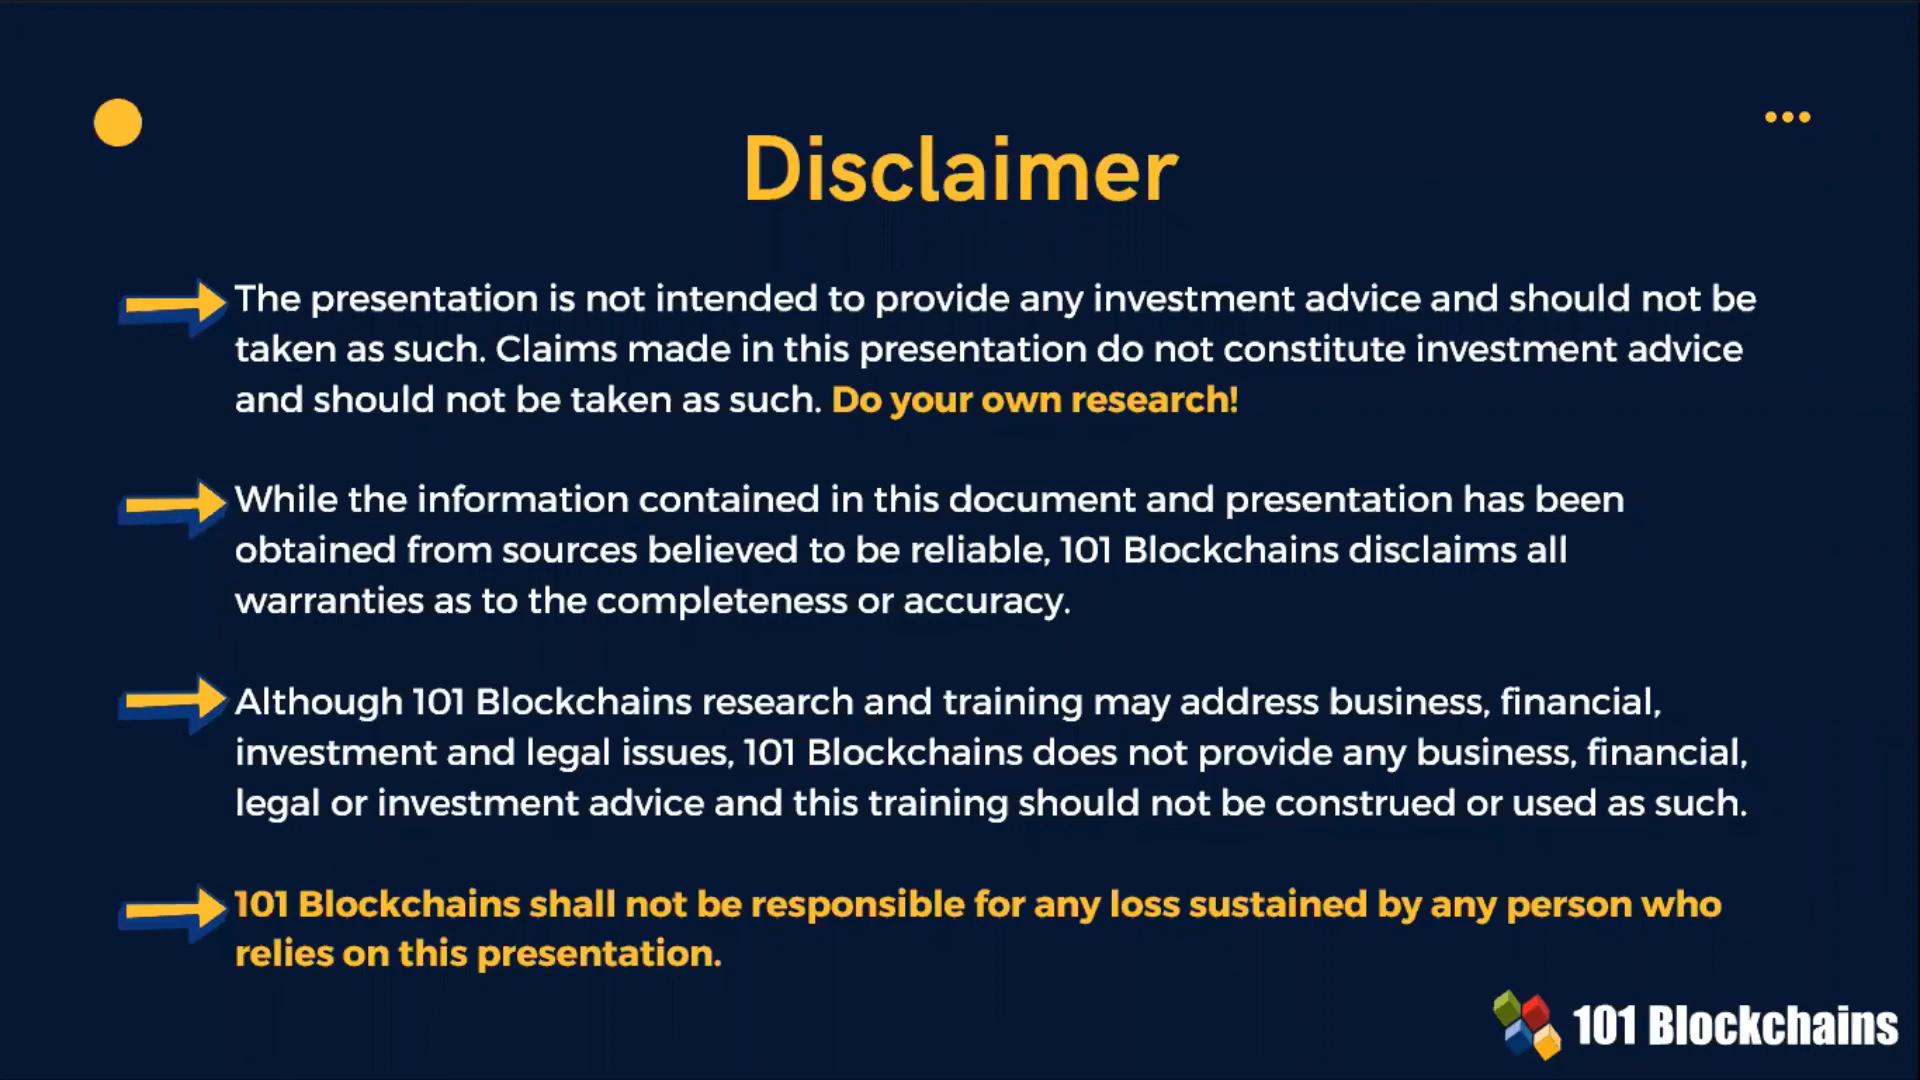 Disclaimer
The presentation is not intended to provide any investment advice and should not be
taken as such. Claims made in this presentation do not constitute investment advice
and should not be taken as such. Do your own research!
While the information contained in this document and presentation has been
obtained from sources believed to be reliable, 101 Blockchains disclaims all
warranties as to the completeness or accuracy.
Although 101 Blockchains research and training may address business, financial,
investment and legal issues, 101 Blockchains does not provide any business, financial,
legal or investment advice and this training should not be construed or used as such.
101 Blockchains shall not be responsible for any loss sustained by any person who
relies on this presentation.
101 Blockchains